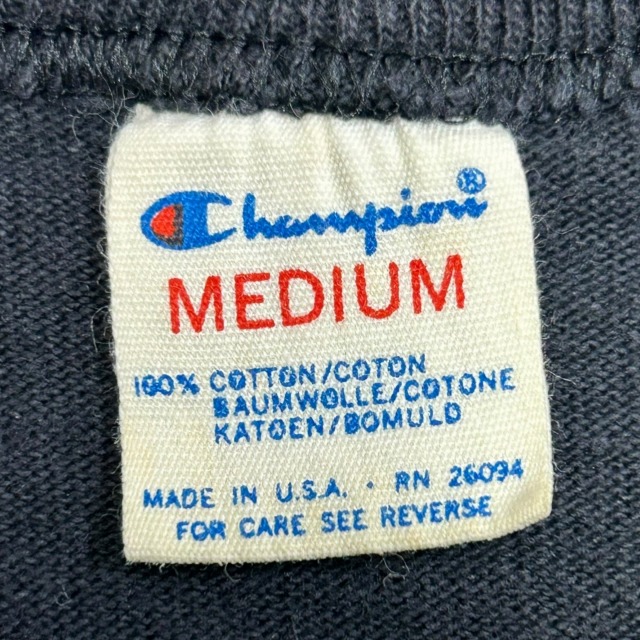 Champion®
MEDIUM
100% COTTON/COTON
BAUMWOLLE/COTONE
KATOEN/BOMULD
MADE IN U.S.A. • RN 26094
FOR CARE SEE REVERSE